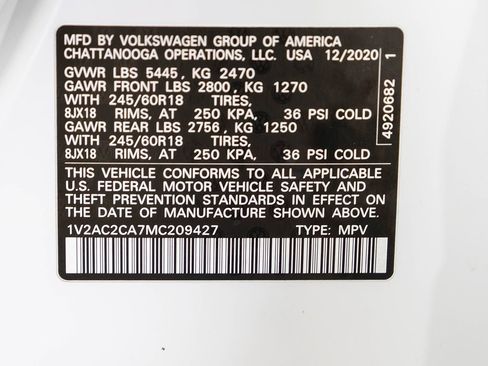 MFD BY VOLKSWAGEN GROUP OF AMERICA
CHATTANOOGA OPERATIONS, LLC. USA 12/2020
GVWR LBS 5445, KG 2470
GAWR FRONT LBS 2800, KG 1270
WITH 245/60R18 TIRES,
8JX18 RIMS, AT 250 KPA, 36 PSI COLD
GAWR REAR LBS 2756, KG 1250
WITH 245/60R18 TIRES,
8JX18 RIMS, AT 250 KPA, 36 PSI COLD
THIS VEHICLE CONFORMS TO ALL APPLICABLE
U.S. FEDERAL MOTOR VEHICLE SAFETY AND
THEFT PREVENTION STANDARDS IN EFFECT ON
THE DATE OF MANUFACTURE SHOWN ABOVE.
1V2AC2CA7MC209427 TYPE: MPV
4920682 1